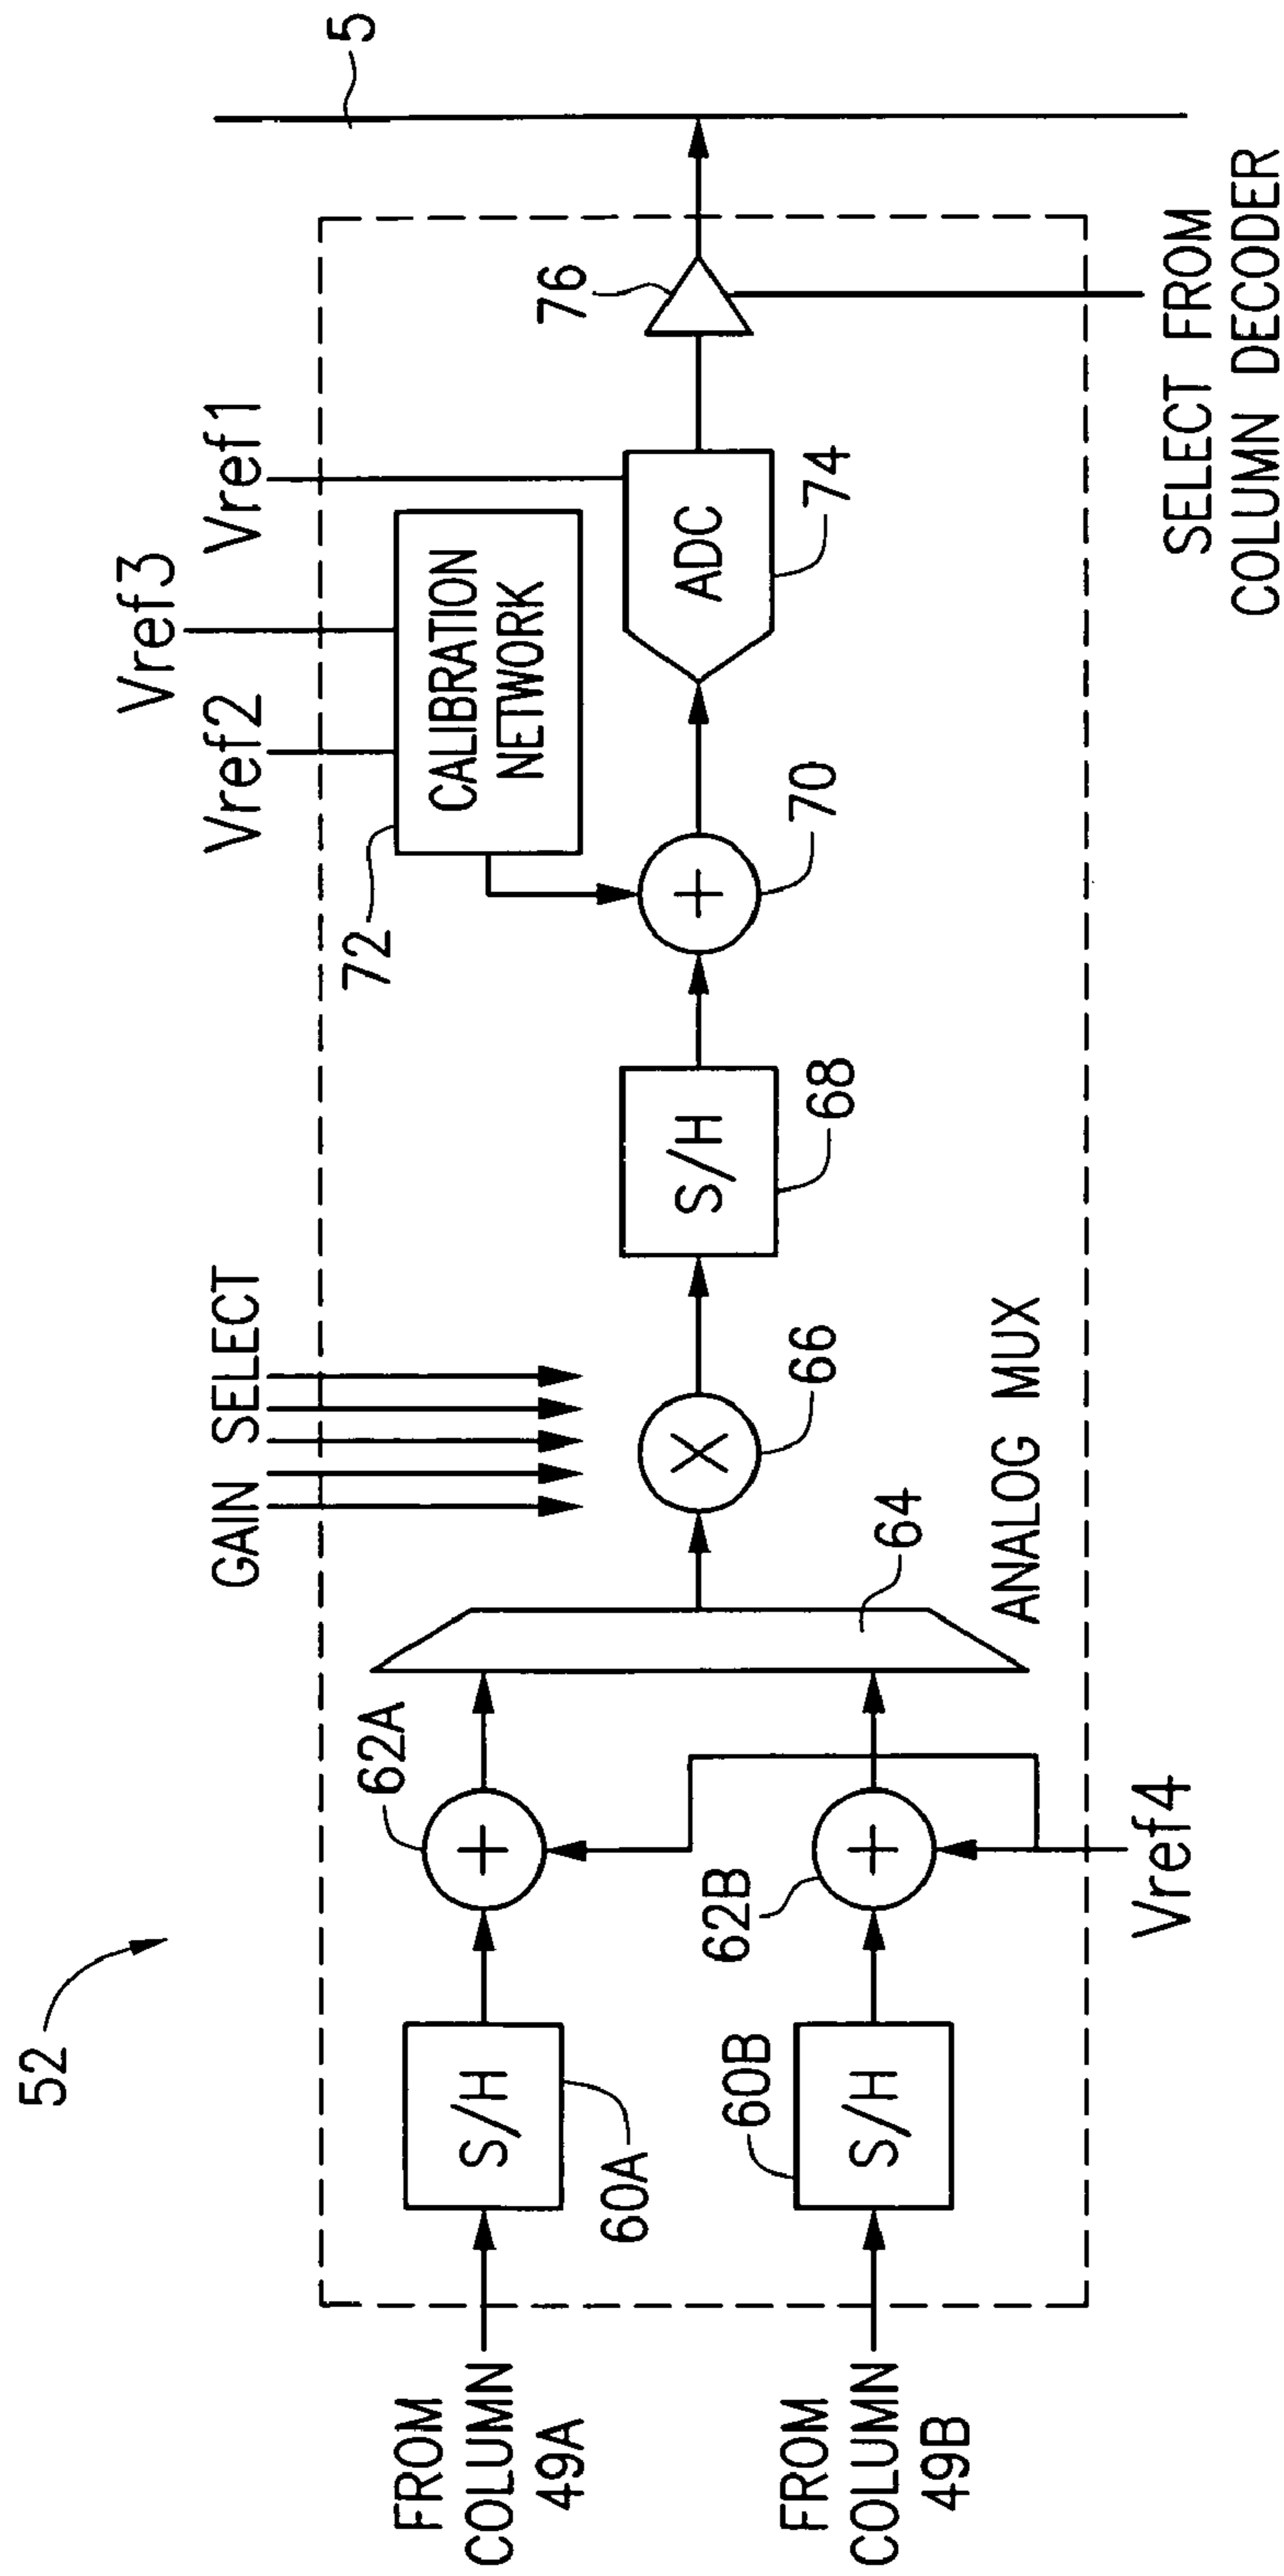 52
FROM
COLUMN
49A
FROM
COLUMN
49B
S/H
60A
S/H
60B
62A
62B
Vref4
64
ANALOG MUX
GAIN SELECT
66
S/H
68
70
72
CALIBRATION
NETWORK
Vref2
Vref3
Vref1
ADC
74
76
SELECT FROM
COLUMN DECODER
5